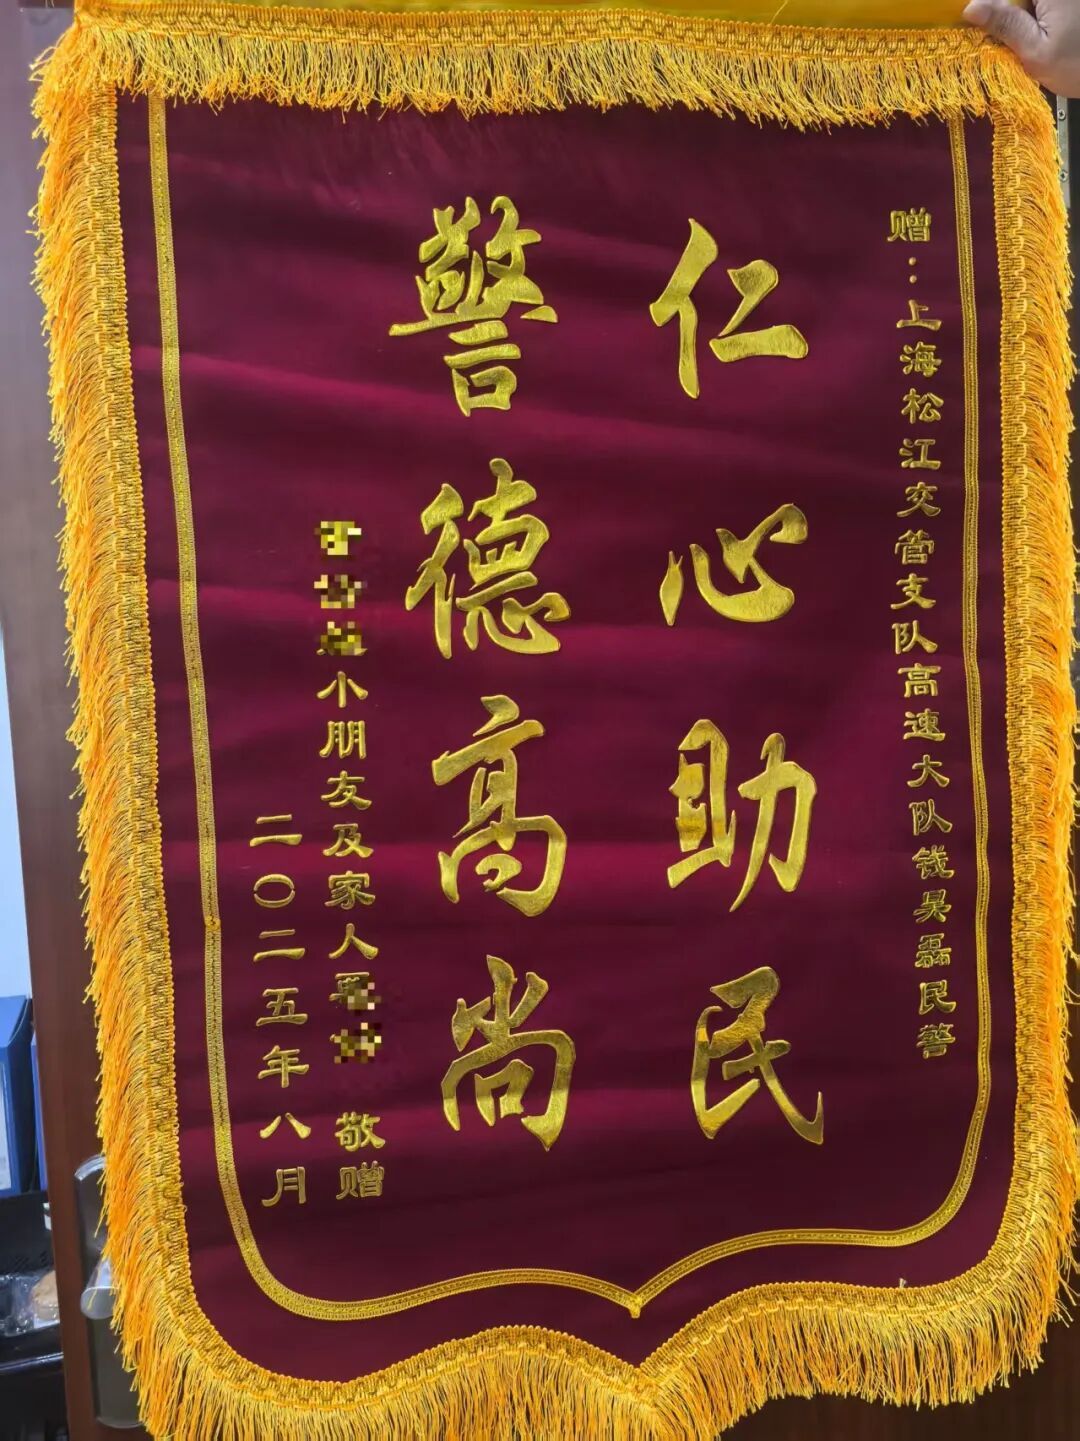 赠：上海松江交管支队高速大队钱昊磊民警
仁心助民
警德高尚
小朋友及家人 敬赠
二〇二五年八月